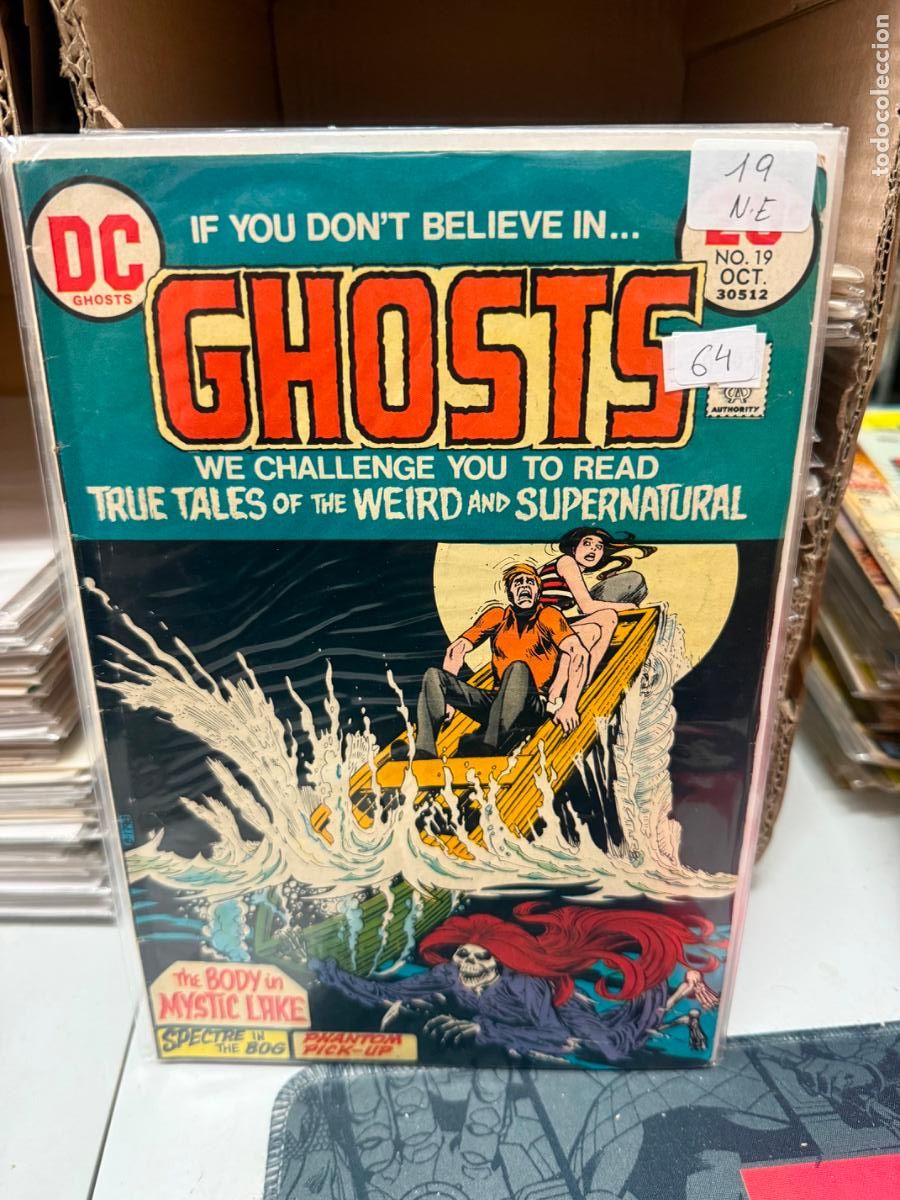 todocoleccion
19
N.E
DC
GHOSTS
IF YOU DON'T BELIEVE IN...
NO. 19
OCT.
30512
GHOSTS
64
AUTHORITY
WE CHALLENGE YOU TO READ
TRUE TALES OF THE WEIRD AND SUPERNATURAL
THE BODY in
MYSTIC LAKE
SPECTRE IN
THE BOG
PHANTOM
PICK-UP